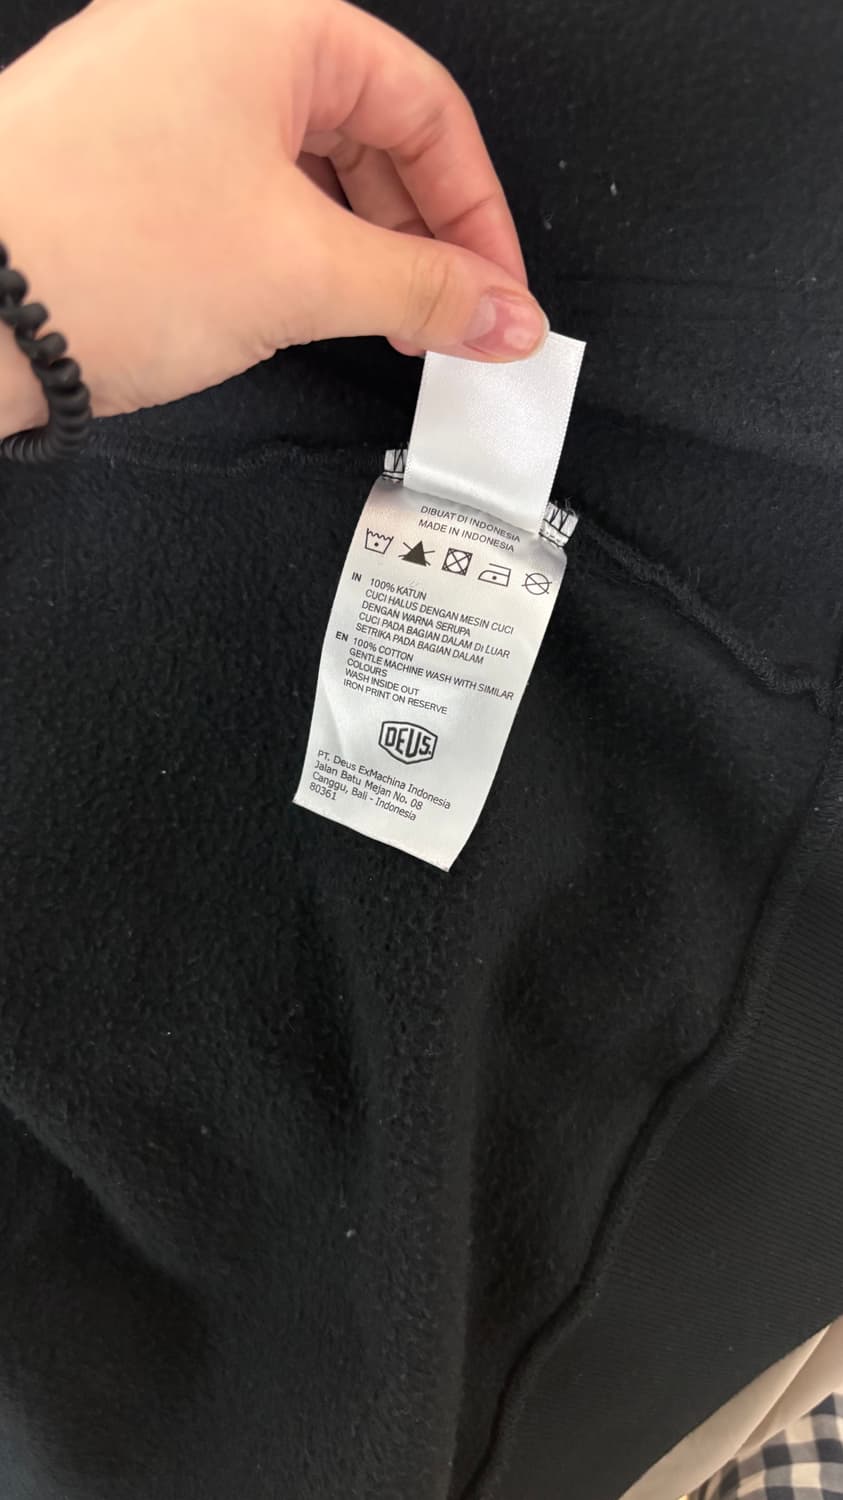 DIBUAT DI INDONESIA
MADE IN INDONESIA
IN 100% KATUN
CUCI HALUS DENGAN MESIN CUCI
DENGAN WARNA SERUPA
CUCI PADA BAGIAN DALAM DI LUAR
SETRIKA PADA BAGIAN DALAM
EN 100% COTTON
GENTLE MACHINE WASH WITH SIMILAR
COLOURS
WASH INSIDE OUT
IRON PRINT ON RESERVE
DEUS.
PT. Deus ExMachina Indonesia
Jalan Batu Mejan No. 08
Canggu, Bali - Indonesia
80361